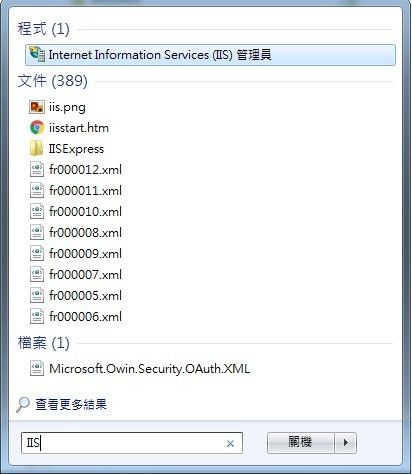 程式 (1)
Internet Information Services (IIS) 管理員
文件 (389)
iis.png
iisstart.htm
IISExpress
fr000012.xml
fr000011.xml
fr000010.xml
fr000008.xml
fr000009.xml
fr000007.xml
fr000005.xml
fr000006.xml
檔案 (1)
Microsoft.Owin.Security.OAuth.XML
查看更多結果
IIS
關機